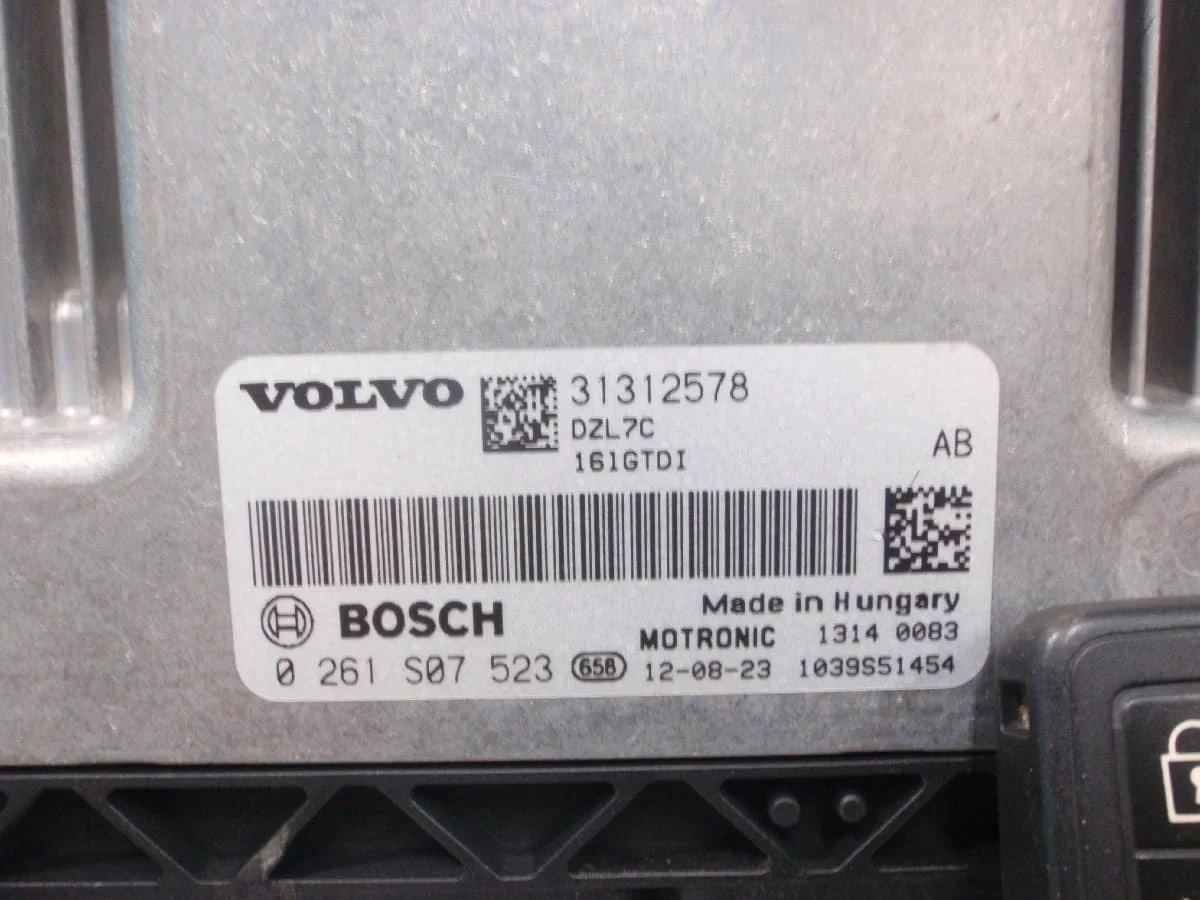 VOLVO 31312578
DZL7C
161GTDI
AB
BOSCH
Made in Hungary
MOTRONIC 1314 0083
0 261 S07 523 658 12-08-23 1039S51454